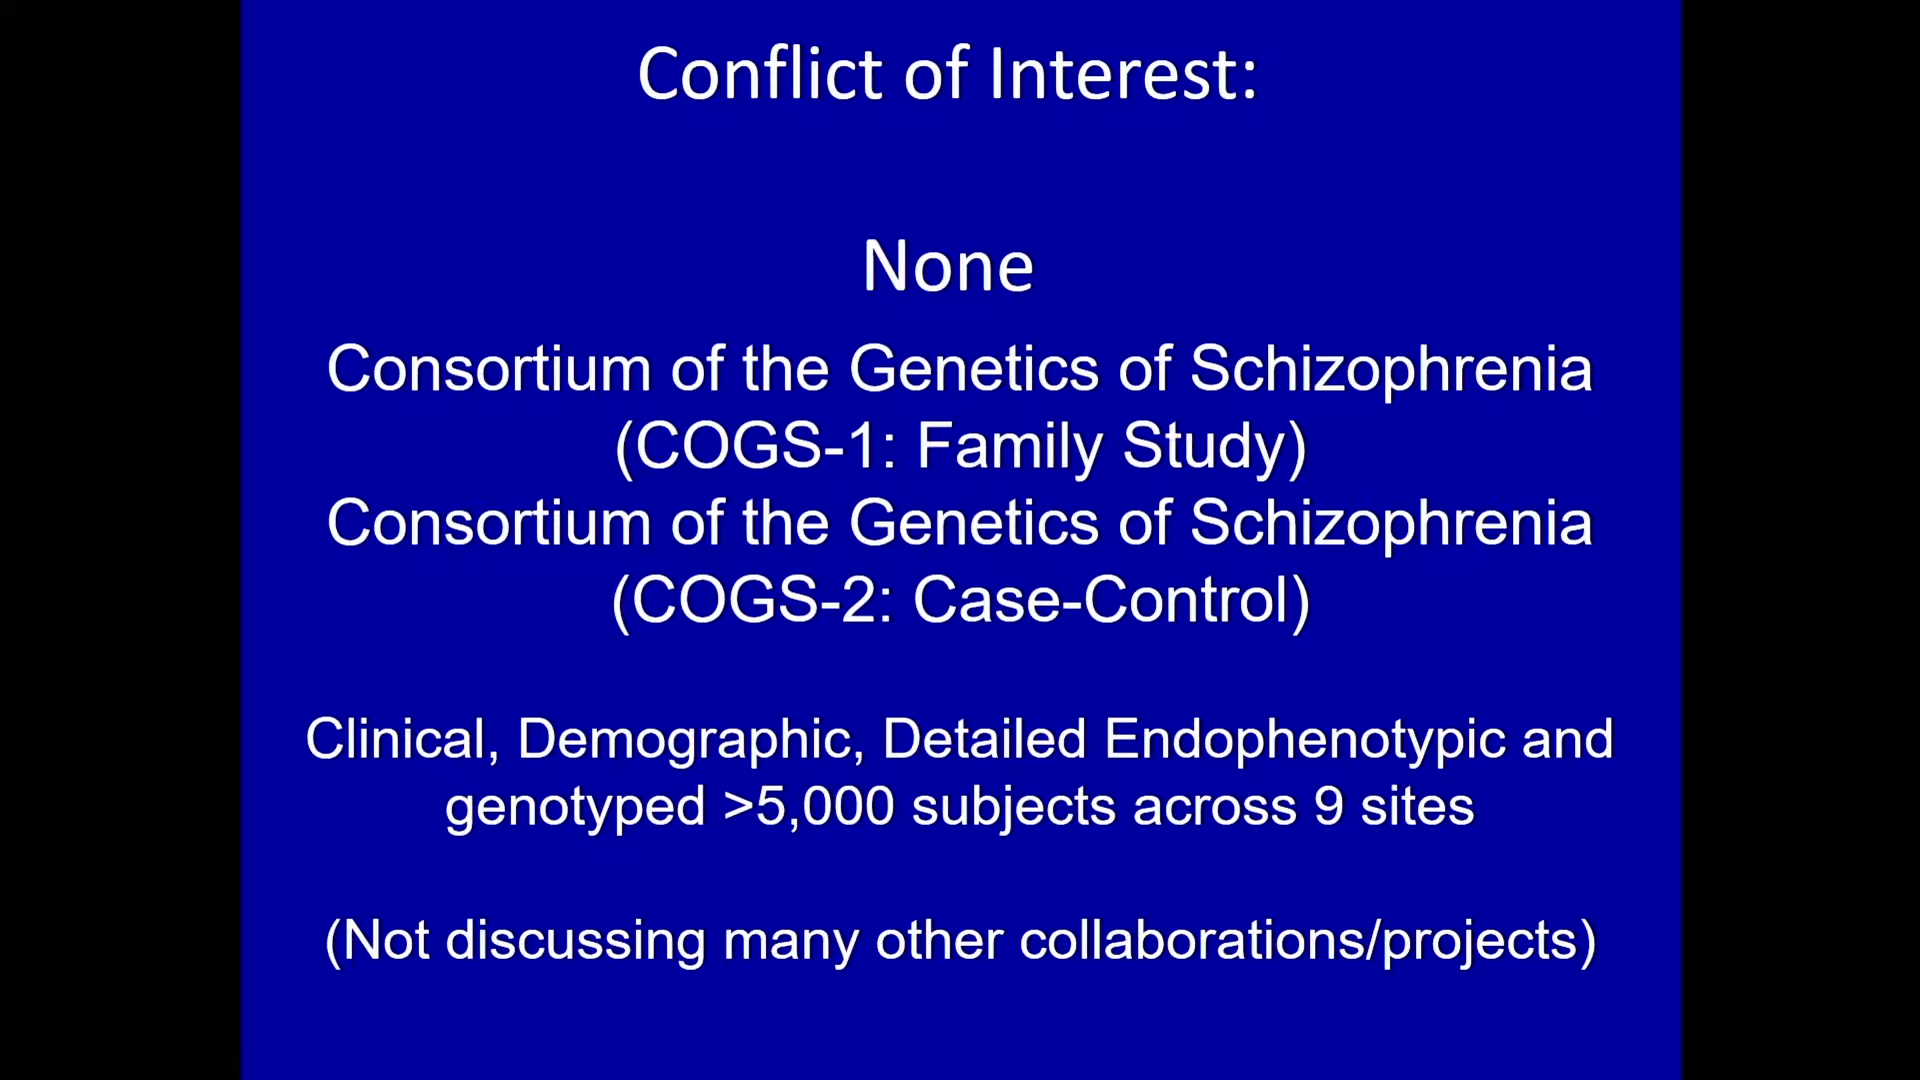 Conflict of Interest:
None
Consortium of the Genetics of Schizophrenia
(COGS-1: Family Study)
Consortium of the Genetics of Schizophrenia
(COGS-2: Case-Control)
Clinical, Demographic, Detailed Endophenotypic and
genotyped >5,000 subjects across 9 sites
(Not discussing many other collaborations/projects)